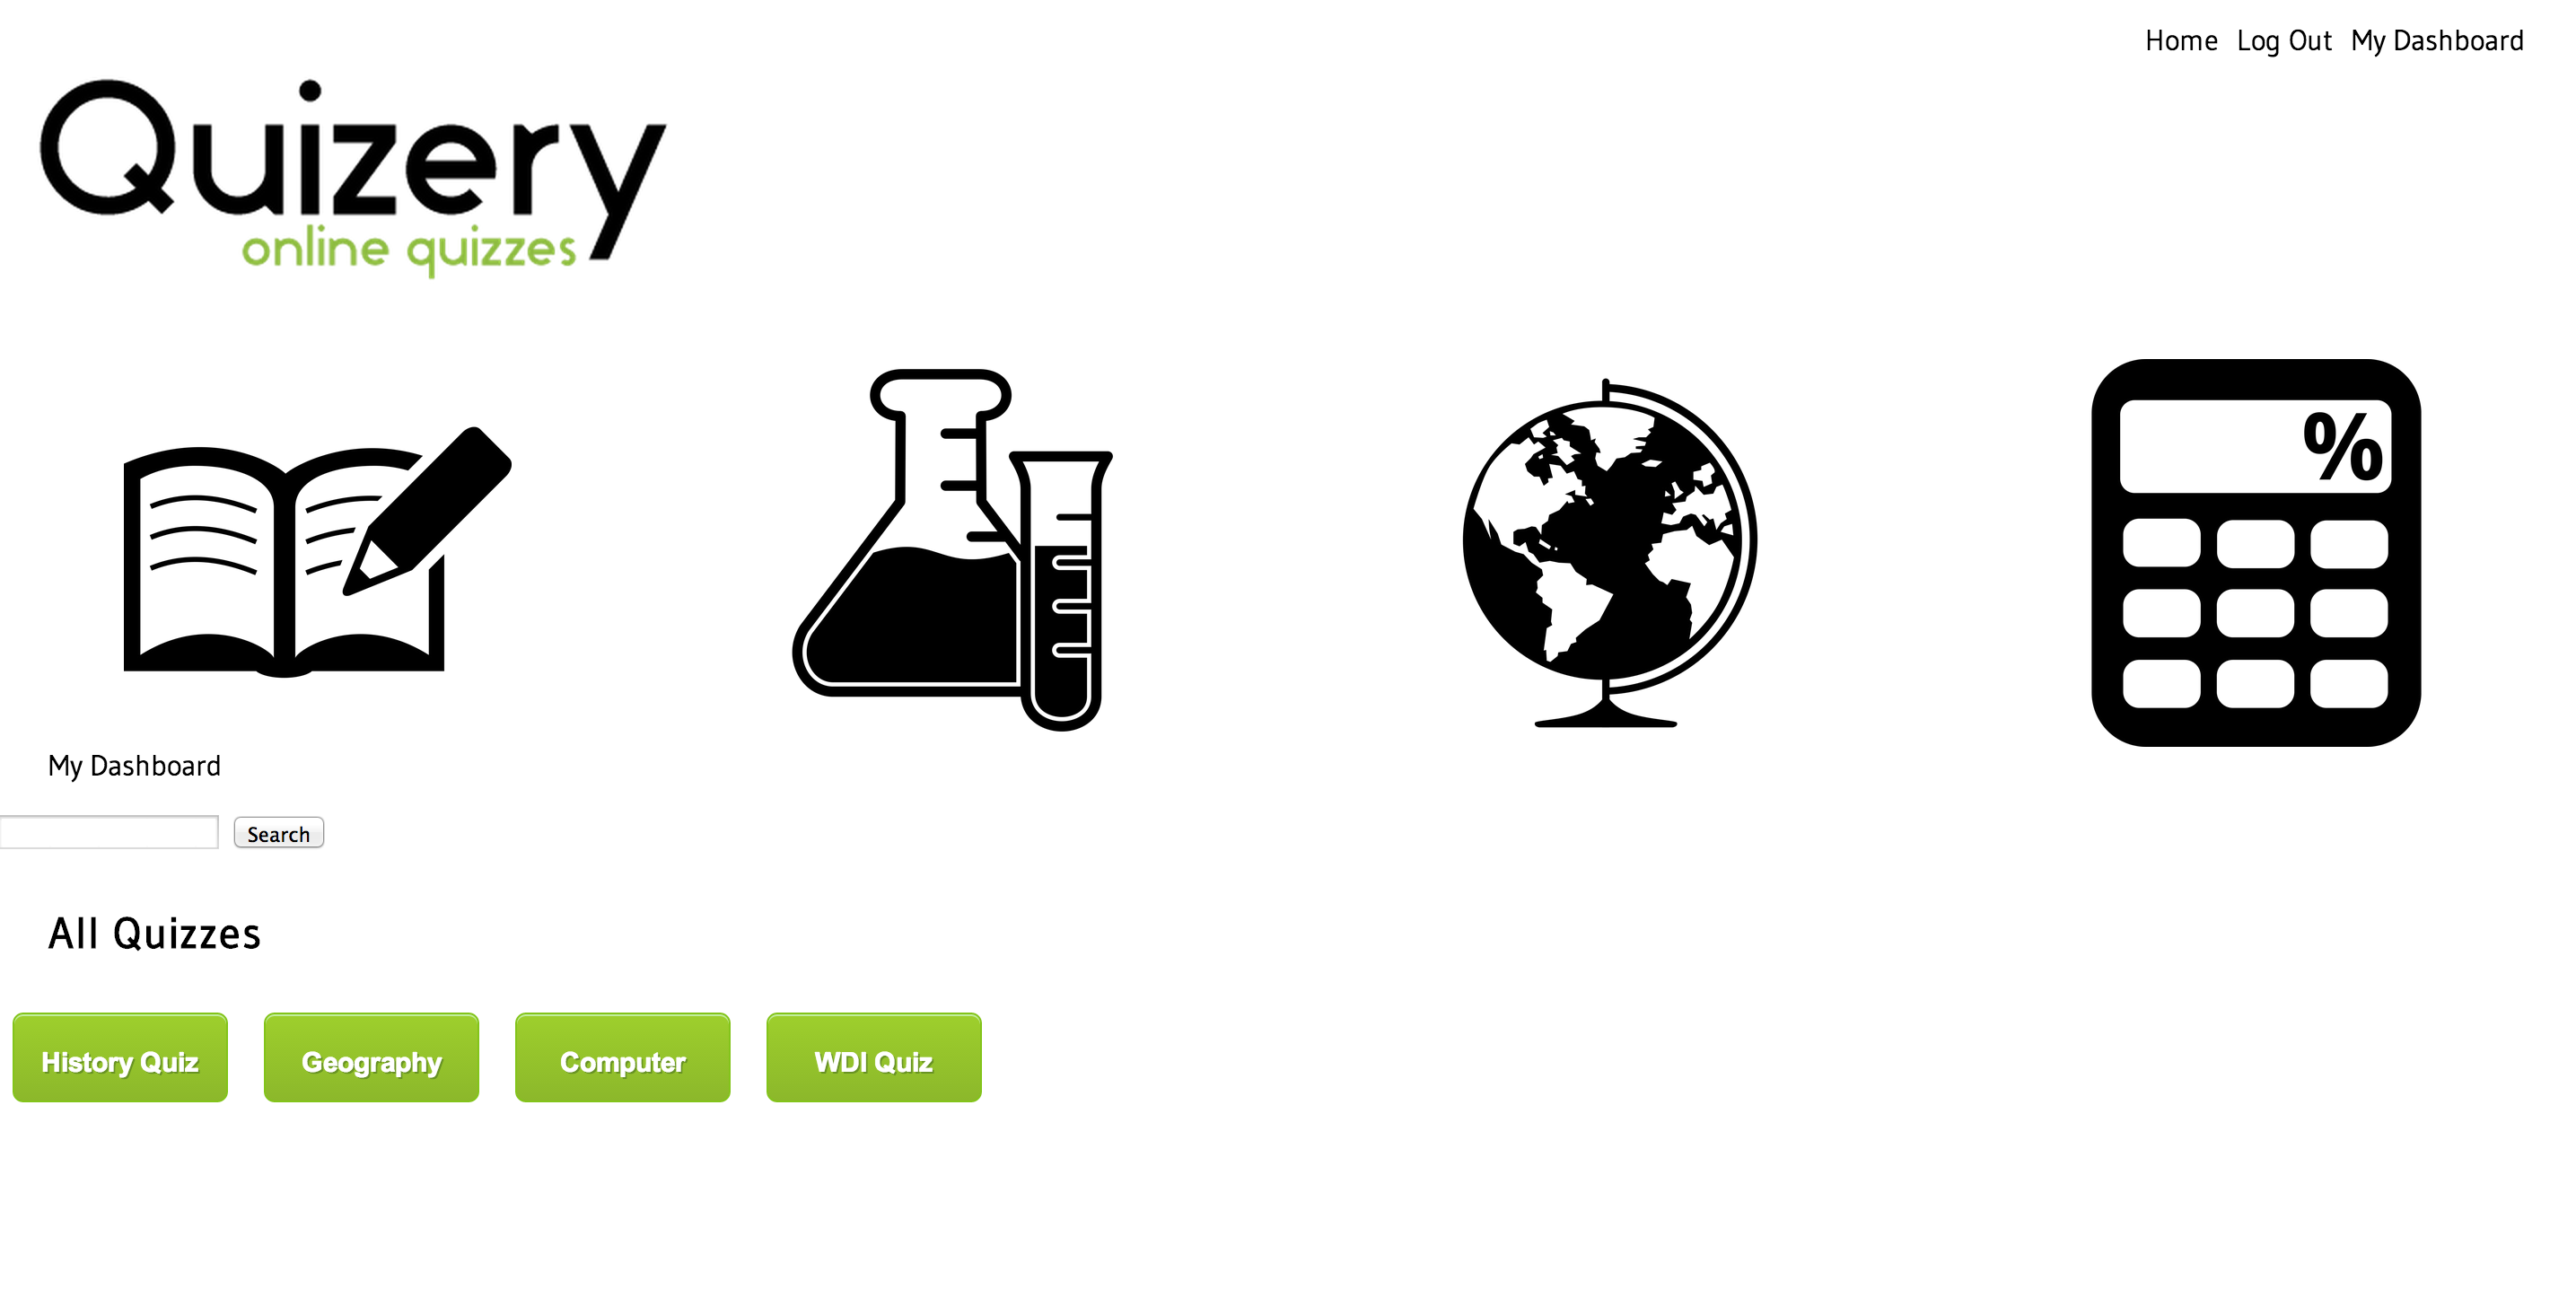 Home Log Out My Dashboard
Quizery
online quizzes
%
My Dashboard
Search
All Quizzes
History Quiz Geography Computer WDI Quiz